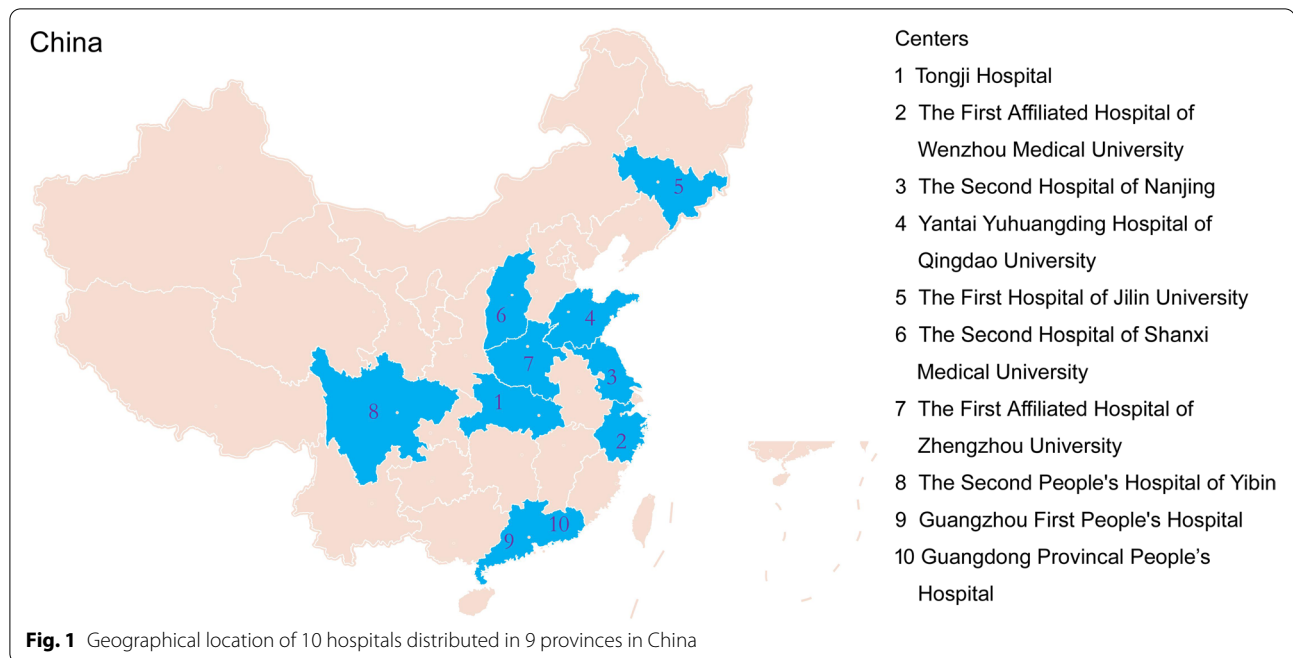 China
5
6
4
7
3
8
1
2
10
9
Centers
1 Tongji Hospital
2 The First Affiliated Hospital of
Wenzhou Medical University
3 The Second Hospital of Nanjing
4 Yantai Yuhuangding Hospital of
Qingdao University
5 The First Hospital of Jilin University
6 The Second Hospital of Shanxi
Medical University
7 The First Affiliated Hospital of
Zhengzhou University
8 The Second People's Hospital of Yibin
9 Guangzhou First People's Hospital
10 Guangdong Provincal People’s
Hospital
Fig. 1 Geographical location of 10 hospitals distributed in 9 provinces in China